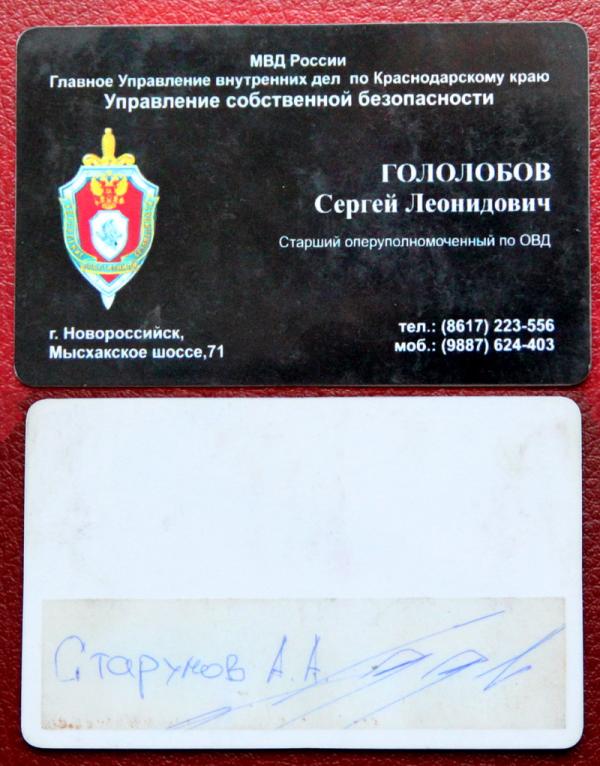 МВД России
Главное Управление внутренних дел по Краснодарскому краю
Управление собственной безопасности
ГОЛОЛОБОВ
Сергей Леонидович
Старший оперуполномоченный по ОВД
г. Новороссийск,
Мысхакское шоссе,71
тел.: (8617) 223-556
моб.: (9887) 624-403
А.А.